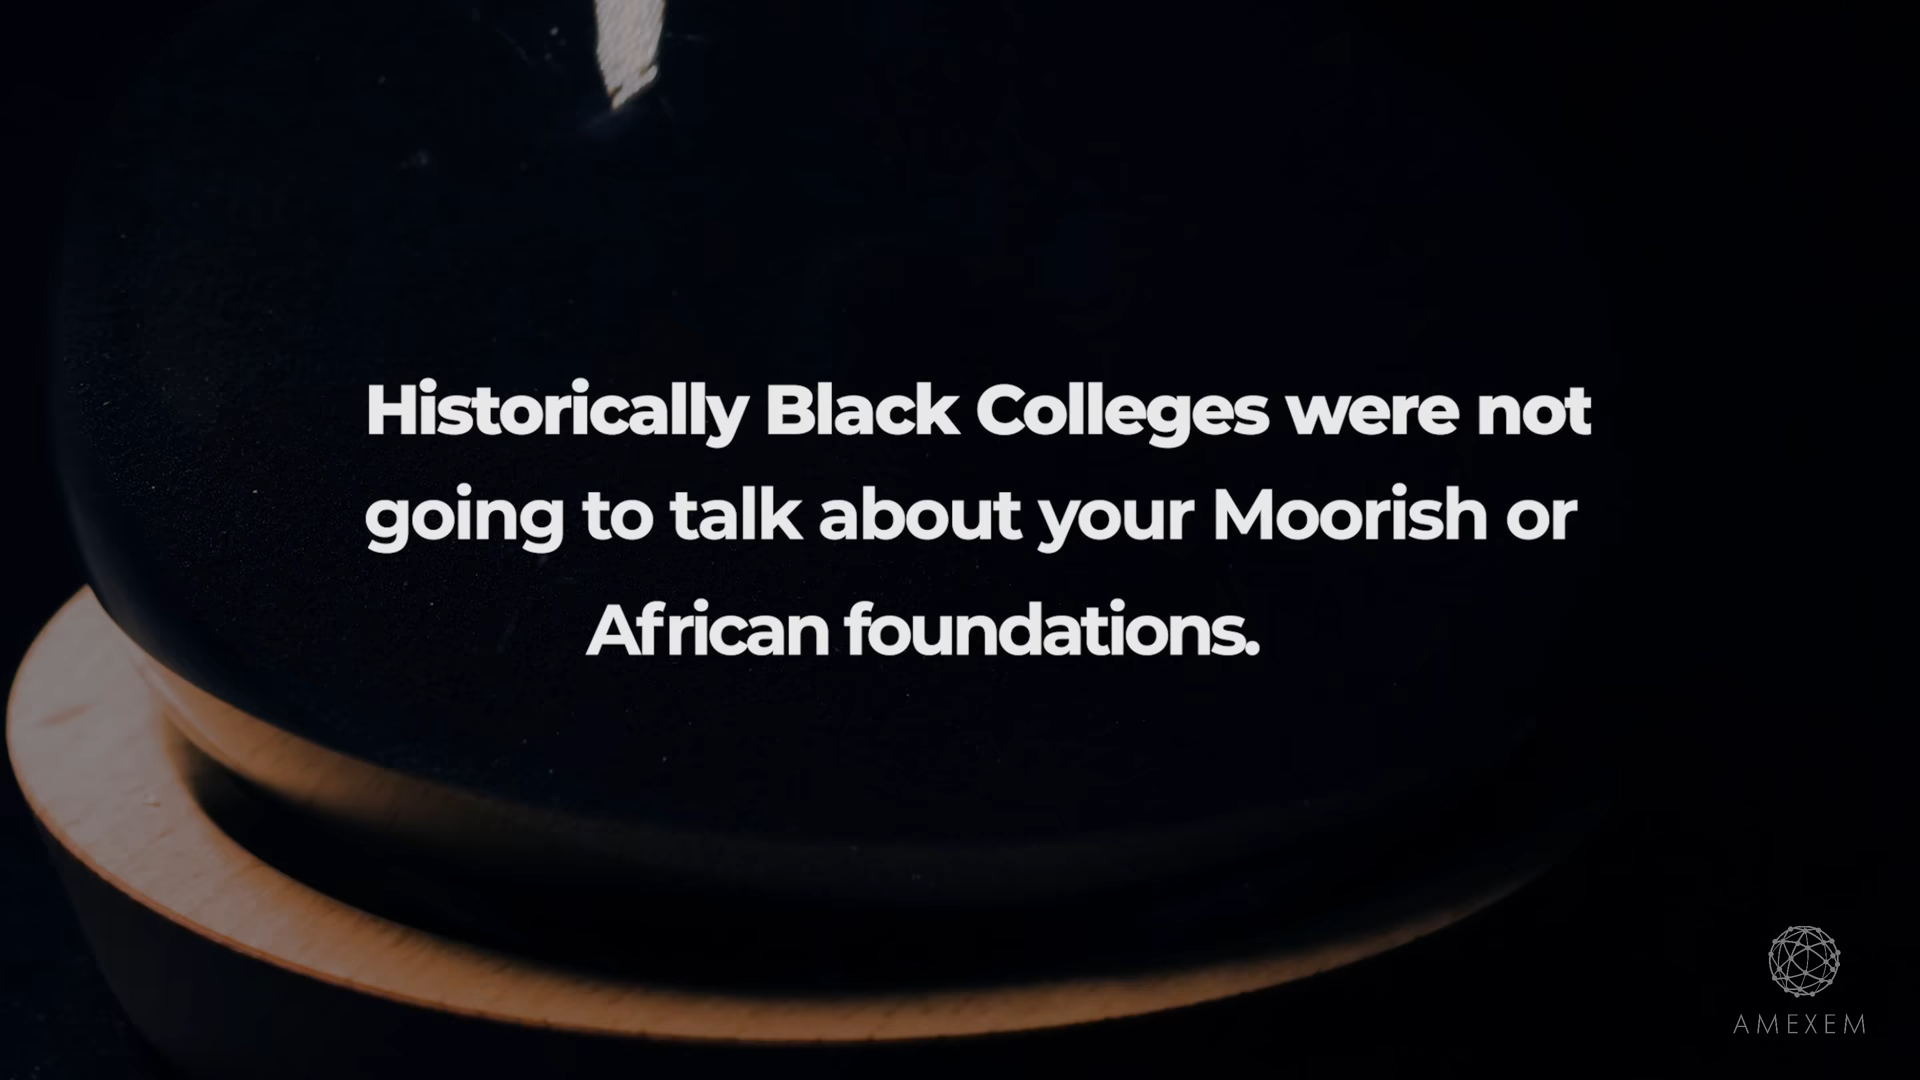 Historically Black Colleges were not
going to talk about your Moorish or
African foundations.
AMEXEM